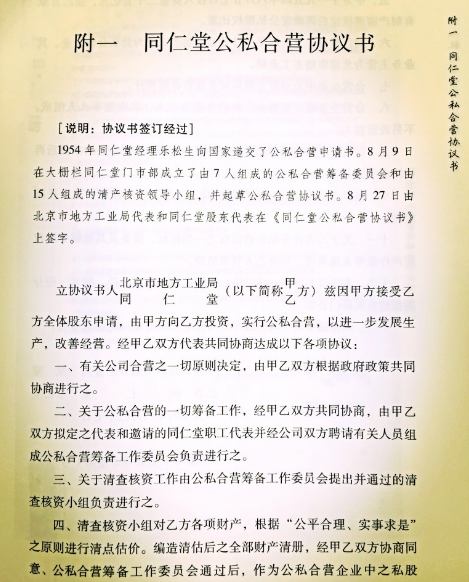 附一 同仁堂公私合营协议书
附一 同仁堂公私合营协议书
[说明：协议书签订经过]
1954年同仁堂经理乐松生向国家递交了公私合营申请书。8月9日
在大栅栏同仁堂门市部成立了由7人组成的公私合营筹备委员会和由
15人组成的清产核资领导小组，并起草公私合营协议书。8月27日由
北京市地方工业局代表和同仁堂股东代表在《同仁堂公私合营协议书》
上签字。
立协议书人北京市地方工业局（以下简称甲方）兹因甲方接受乙
同仁堂 乙
方全体股东申请，由甲方向乙方投资，实行公私合营，以进一步发展生
产，改善经营。经甲乙双方代表共同协商达成以下各项协议：
一、有关公司合营之一切原则决定，由甲乙双方根据政府政策共同
协商进行之。
二、关于公私合营的一切筹备工作，经甲乙双方共同协商，由甲乙
双方拟定之代表和邀请的同仁堂职工代表并经公司双方聘请有关人员组
成公私合营筹备工作委员会负责进行之。
三、关于清查核资工作由公私合营筹备工作委员会提出并通过的清
查核资小组负责进行之。
四、清查核资小组对乙方各项财产，根据“公平合理、实事求是”
之原则进行清点估价。编造清估后之全部财产清册，经甲乙双方协商同
意、公私合营筹备工作委员会通过后，作为公私合营企业中之私股